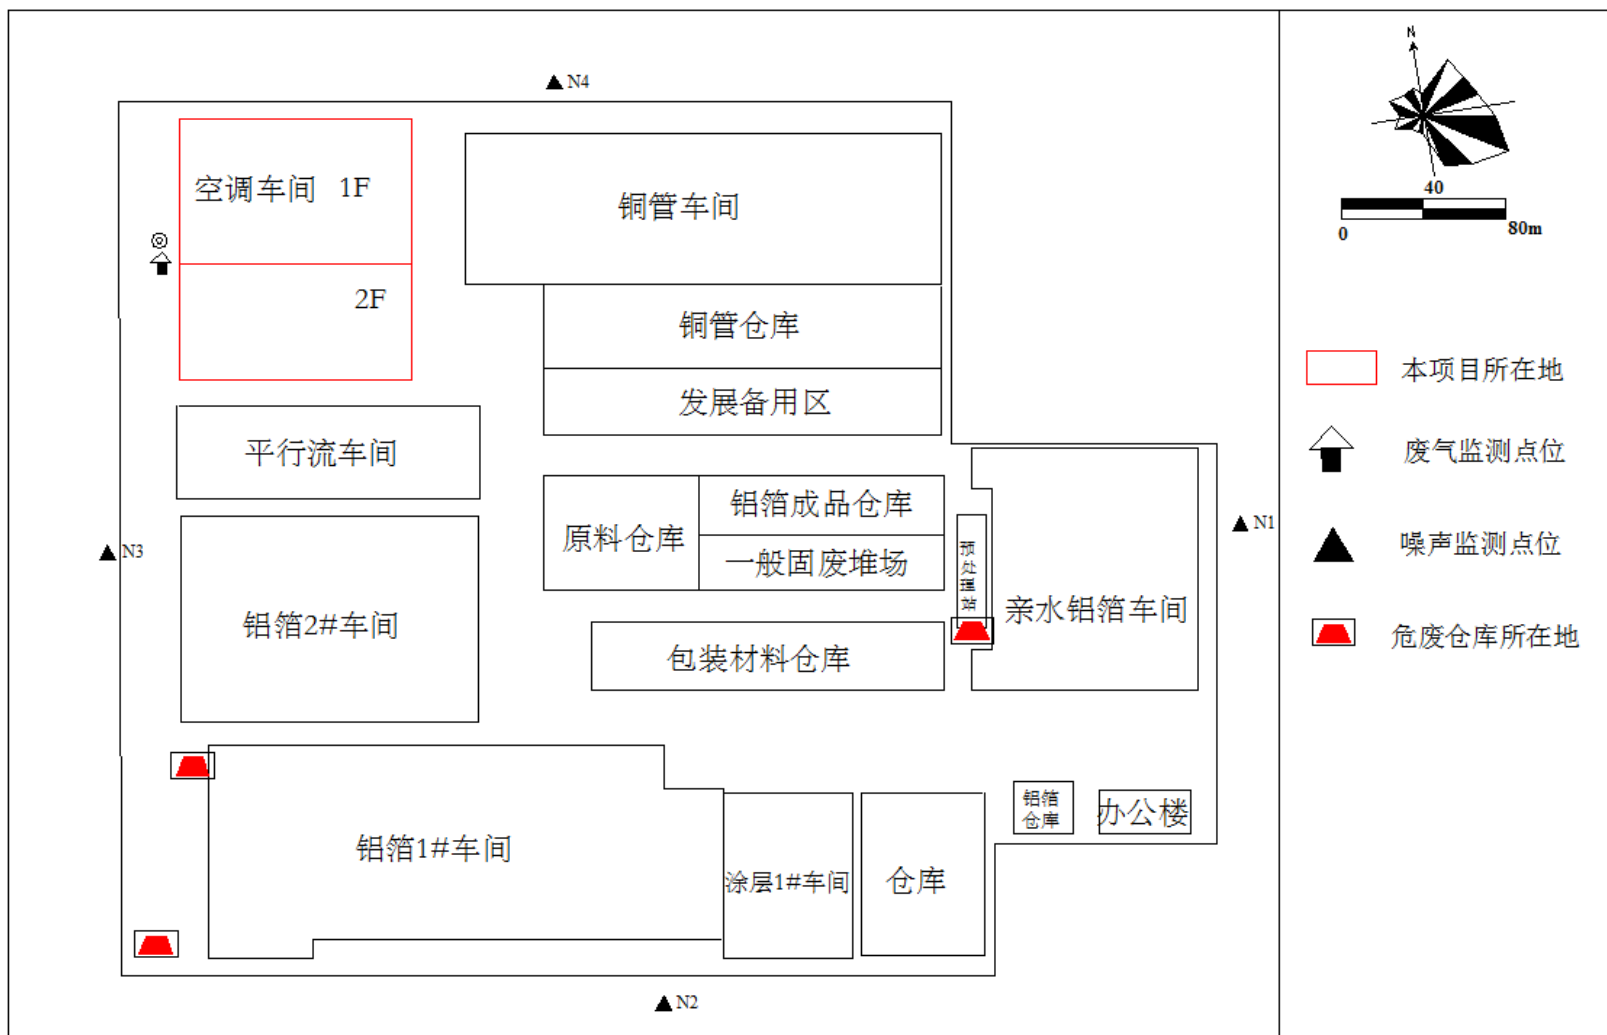 N4
N
空调车间 1F
铜管车间
40
0
80m
2F
铜管仓库
发展备用区
本项目所在地
平行流车间
废气监测点位
原料仓库
铝箔成品仓库
一般固废堆场
预处理站
N1
N3
噪声监测点位
铝箔2#车间
亲水铝箔车间
包装材料仓库
危废仓库所在地
铝箔
仓库
办公楼
铝箔1#车间
涂层1#车间
仓库
N2